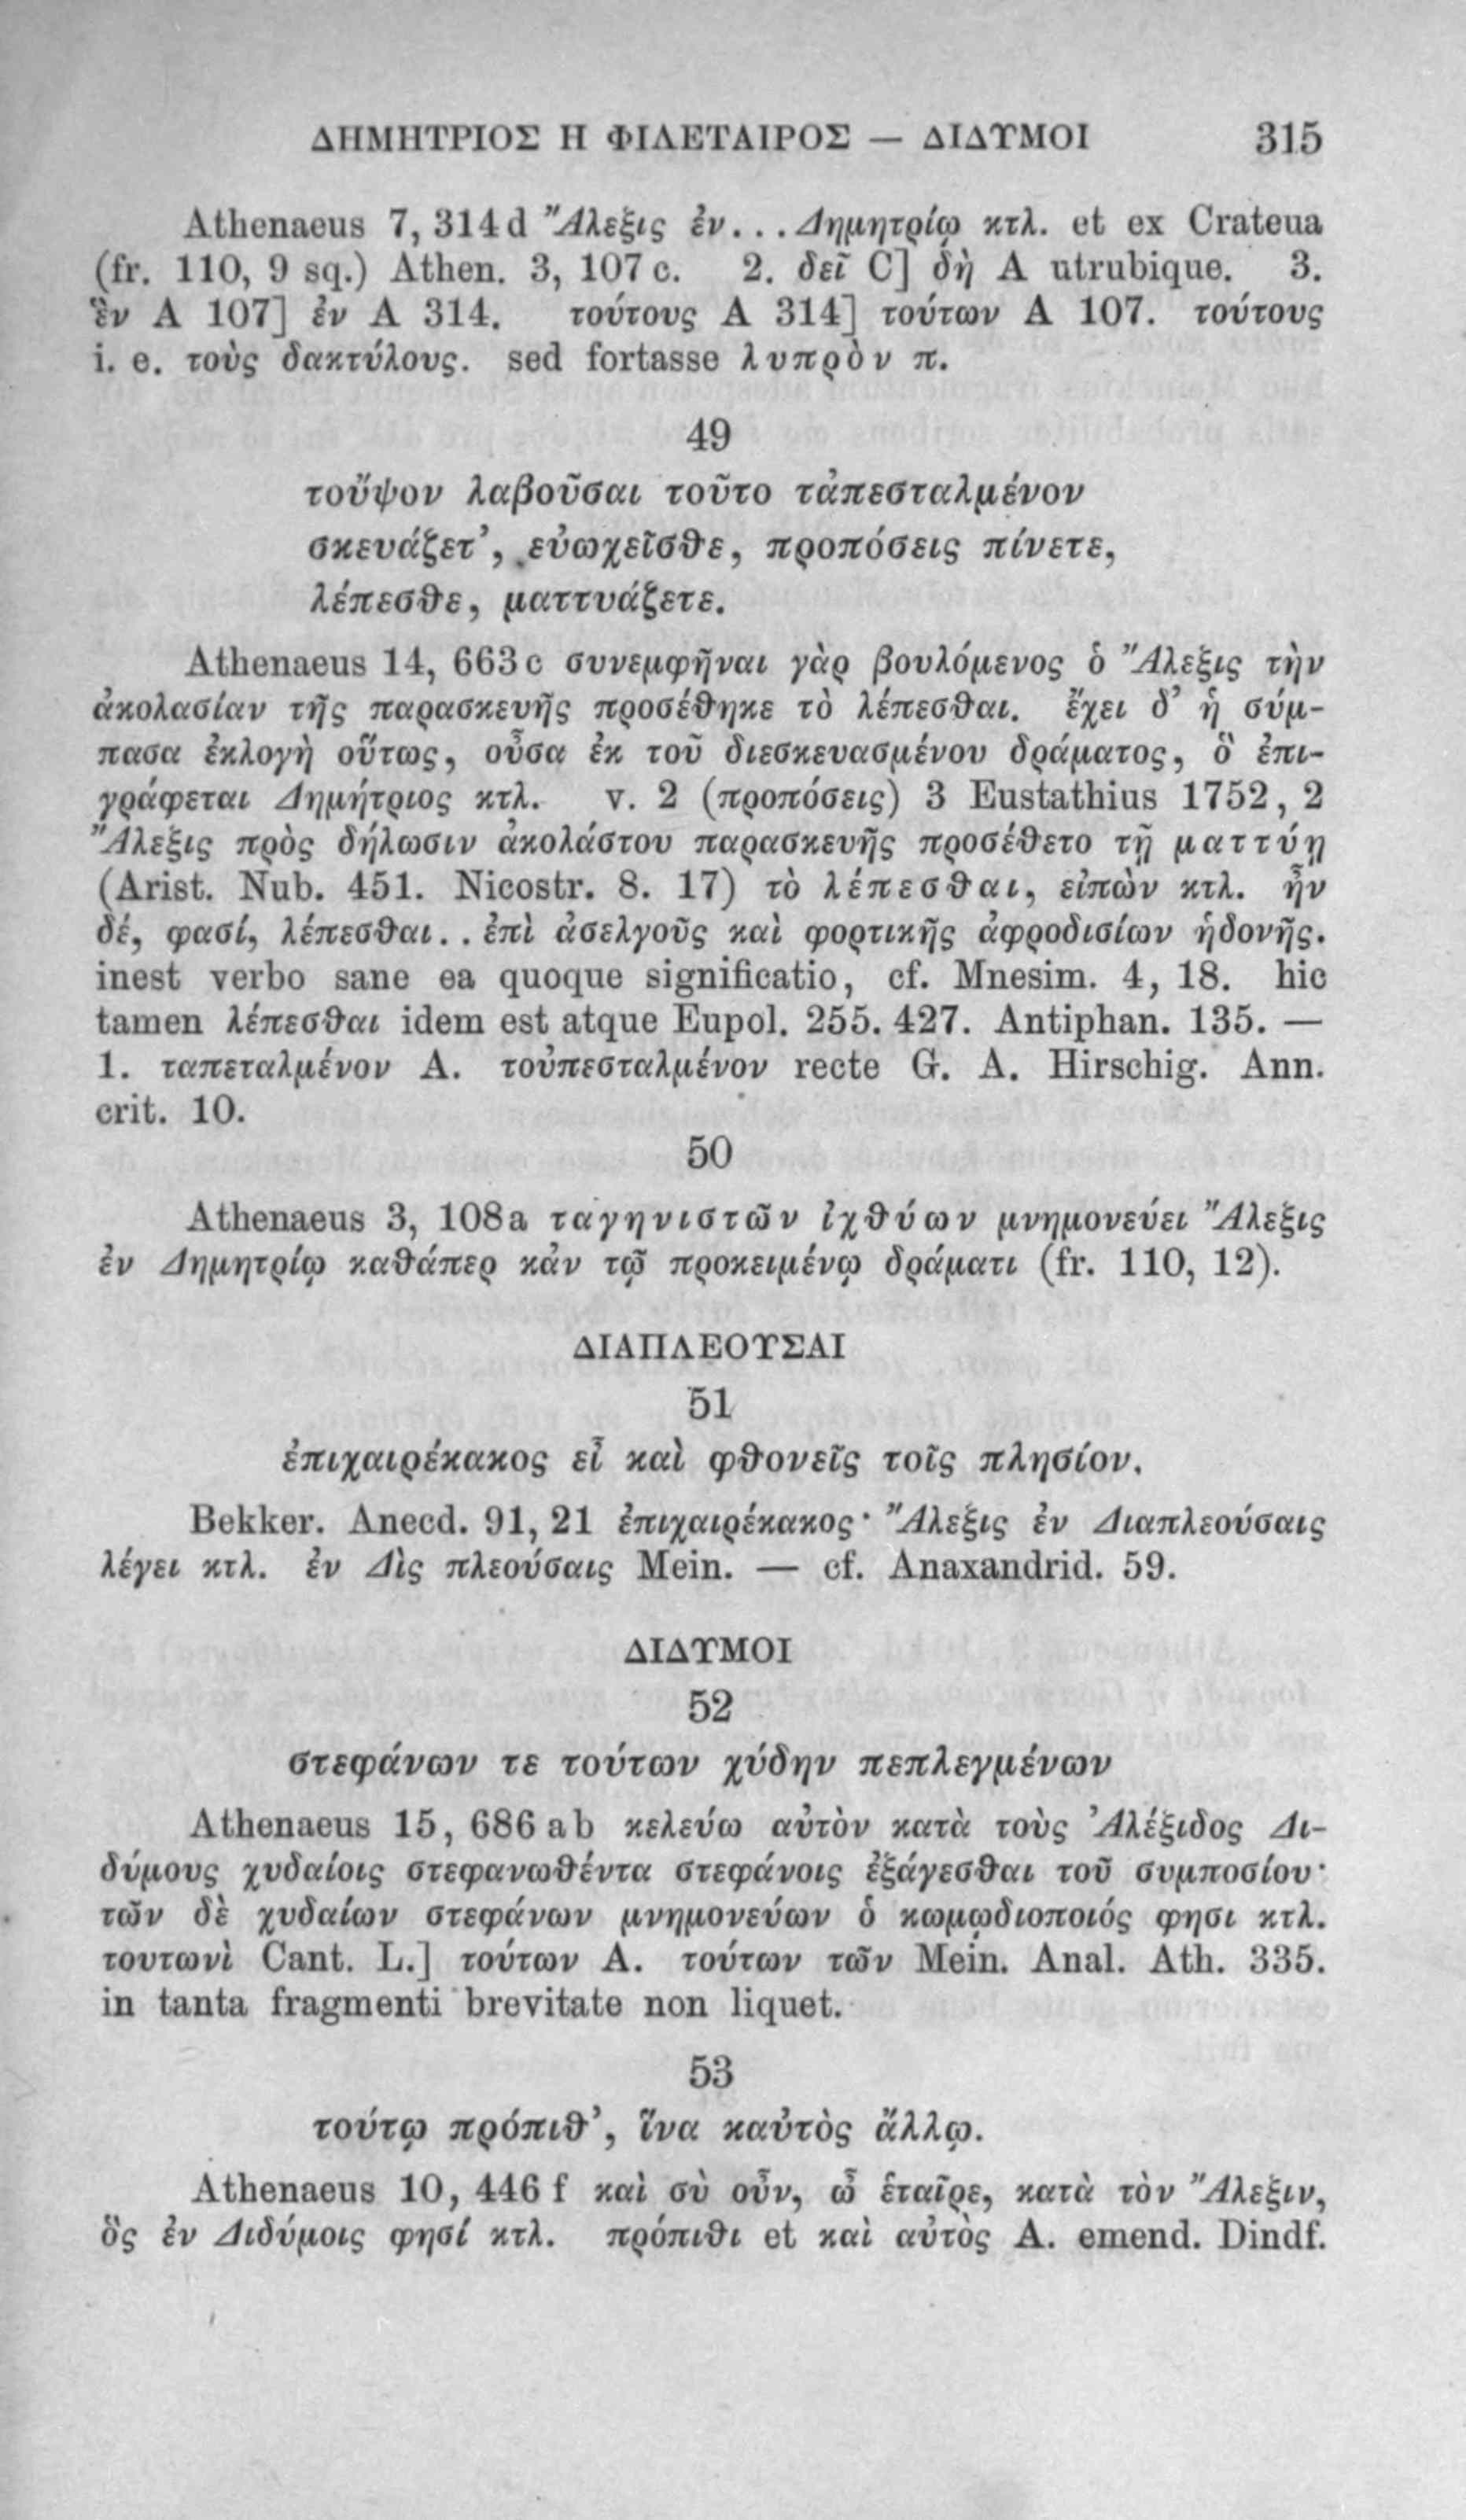 ΔΗΜΗΤΡΙΟΣ Η ΦΙΛΕΤΑΙΡΟΣ — ΔΙΔΥΜΟΙ 315
Athenaeus 7, 314d Ἄλεξις ἐν... Δημητρίῳ κτλ. et ex Crateua
(fr. 110, 9 sq.) Athen. 3, 107 c. 2. δεῖ C] δὴ A utrubique. 3.
ἓν A 107] ἐν A 314. τούτους A 314] τούτων A 107. τούτους
i. e. τοὺς δακτύλους. sed fortasse λυπρὸν π.
49
τοὔψον λαβοῦσαι τοῦτο τἀπεσταλμένον
σκευάζετ’, εὐωχεῖσθε, προπόσεις πίνετε,
λέπεσθε, ματτυάζετε.
Athenaeus 14, 663 c συνεμφῆναι γὰρ βουλόμενος ὁ Ἄλεξις τὴν
ἀκολασίαν τῆς παρασκευῆς προσέθηκε τὸ λέπεσθαι. ἔχει δ’ ἡ σύμ-
πασα ἐκλογὴ οὕτως, οὖσα ἐκ τοῦ διεσκευασμένου δράματος, ὃ ἐπι-
γράφεται Δημήτριος κτλ. v. 2 (προπόσεις) 3 Eustathius 1752, 2
Ἄλεξις πρὸς δήλωσιν ἀκολάστου παρασκευῆς προσέθετο τῇ ματτύῃ
(Arist. Nub. 451. Nicostr. 8. 17) τὸ λέπεσθαι, εἰπὼν κτλ. ἦν
δέ, φασί, λέπεσθαι.. ἐπὶ ἀσελγοῦς καὶ φορτικῆς ἀφροδισίων ἡδονῆς.
inest verbo sane ea quoque significatio, cf. Mnesim. 4, 18. hic
tamen λέπεσθαι idem est atque Eupol. 255. 427. Antiphan. 135. —
1. ταπεταλμένον A. τοὐπεσταλμένον recte G. A. Hirschig. Ann.
crit. 10.
50
Athenaeus 3, 108a ταγηνιστῶν ἰχθύων μνημονεύει Ἄλεξις
ἐν Δημητρίῳ καθάπερ κἀν τῷ προκειμένῳ δράματι (fr. 110, 12).
ΔΙΑΠΛΕΟΥΣΑΙ
51
ἐπιχαιρέκακος εἶ καὶ φθονεῖς τοῖς πλησίον.
Bekker. Anecd. 91, 21 ἐπιχαιρέκακος· Ἄλεξις ἐν Διαπλεούσαις
λέγει κτλ. ἐν Δὶς πλεούσαις Mein. — cf. Anaxandrid. 59.
ΔΙΔΥΜΟΙ
52
στεφάνων τε τούτων χύδην πεπλεγμένων
Athenaeus 15, 686 ab κελεύω αὐτὸν κατὰ τοὺς Ἀλέξιδος Δι-
δύμους χυδαίοις στεφανωθέντα στεφάνοις ἐξάγεσθαι τοῦ συμποσίου·
τῶν δὲ χυδαίων στεφάνων μνημονεύων ὁ κωμῳδιοποιός φησι κτλ.
τουτωνὶ Cant. L.] τούτων A. τούτων τῶν Mein. Anal. Ath. 335.
in tanta fragmenti brevitate non liquet.
53
τούτῳ πρόπιθ’, ἵνα καὐτὸς ἄλλῳ.
Athenaeus 10, 446 f καὶ σὺ οὖν, ὦ ἑταῖρε, κατὰ τὸν Ἄλεξιν,
ὃς ἐν Διδύμοις φησί κτλ. πρόπιθι et καὶ αὐτὸς A. emend. Dindf.